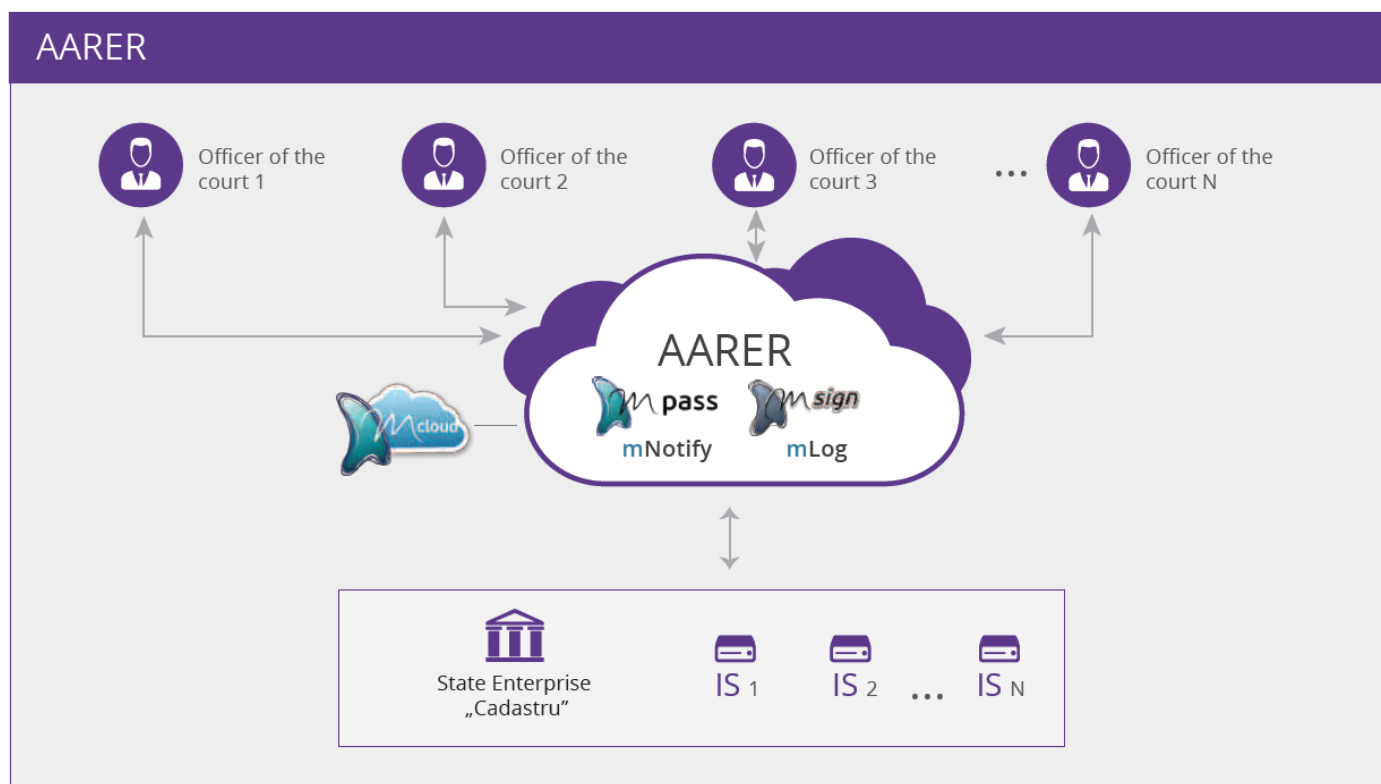 AARER
Officer of the
court 1
Officer of the
court 2
Officer of the
court 3
...
Officer of the
court N
AARER
M pass
M sign
mNotify
mLog
M cloud
State Enterprise
„Cadastru”
IS 1
IS 2
...
IS N